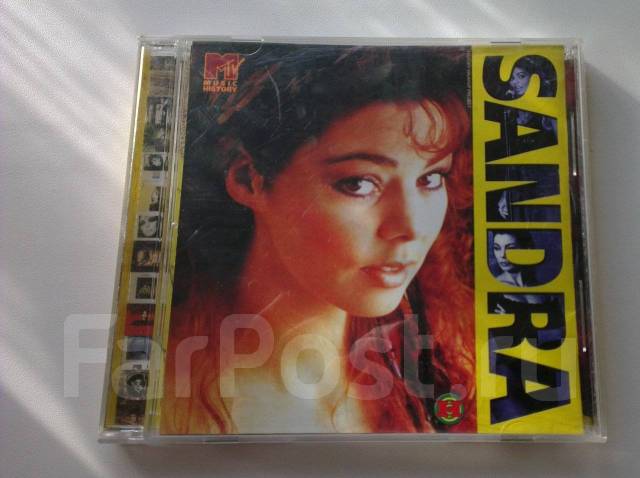 MTV
MUSIC
HISTORY
SANDRA
FarPost.ru